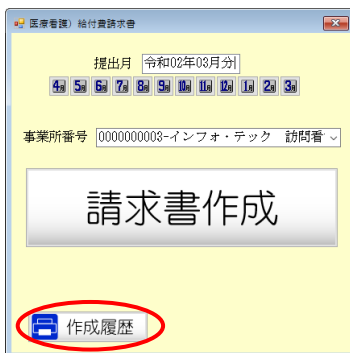 医療看護）給付費請求書
提出月 令和02年03月分
4月 5月 6月 7月 8月 9月 10月 11月 12月 1月 2月 3月
事業所番号 0000000003-インフォ・テック 訪問看
請求書作成
作成履歴